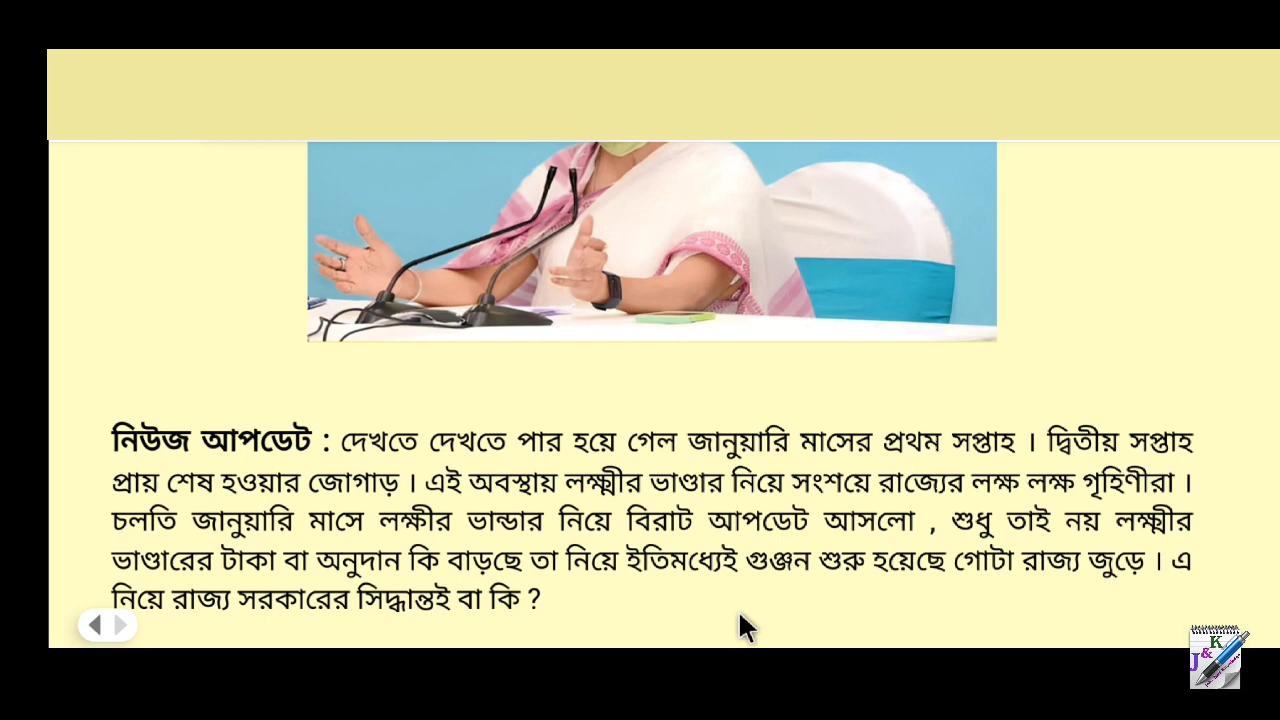 নিউজ আপডেট : দেখতে দেখতে পার হয়ে গেল জানুয়ারি মাসের প্রথম সপ্তাহ । দ্বিতীয় সপ্তাহ
প্রায় শেষ হওয়ার জোগাড় । এই অবস্থায় লক্ষ্মীর ভাণ্ডার নিয়ে সংশয়ে রাজ্যের লক্ষ লক্ষ গৃহিণীরা ।
চলতি জানুয়ারি মাসে লক্ষীর ভান্ডার নিয়ে বিরাট আপডেট আসলো , শুধু তাই নয় লক্ষ্মীর
ভাণ্ডারের টাকা বা অনুদান কি বাড়ছে তা নিয়ে ইতিমধ্যেই গুঞ্জন শুরু হয়েছে গোটা রাজ্য জুড়ে । এ
নিয়ে রাজ্য সরকারের সিদ্ধান্তই বা কি ?
J&K